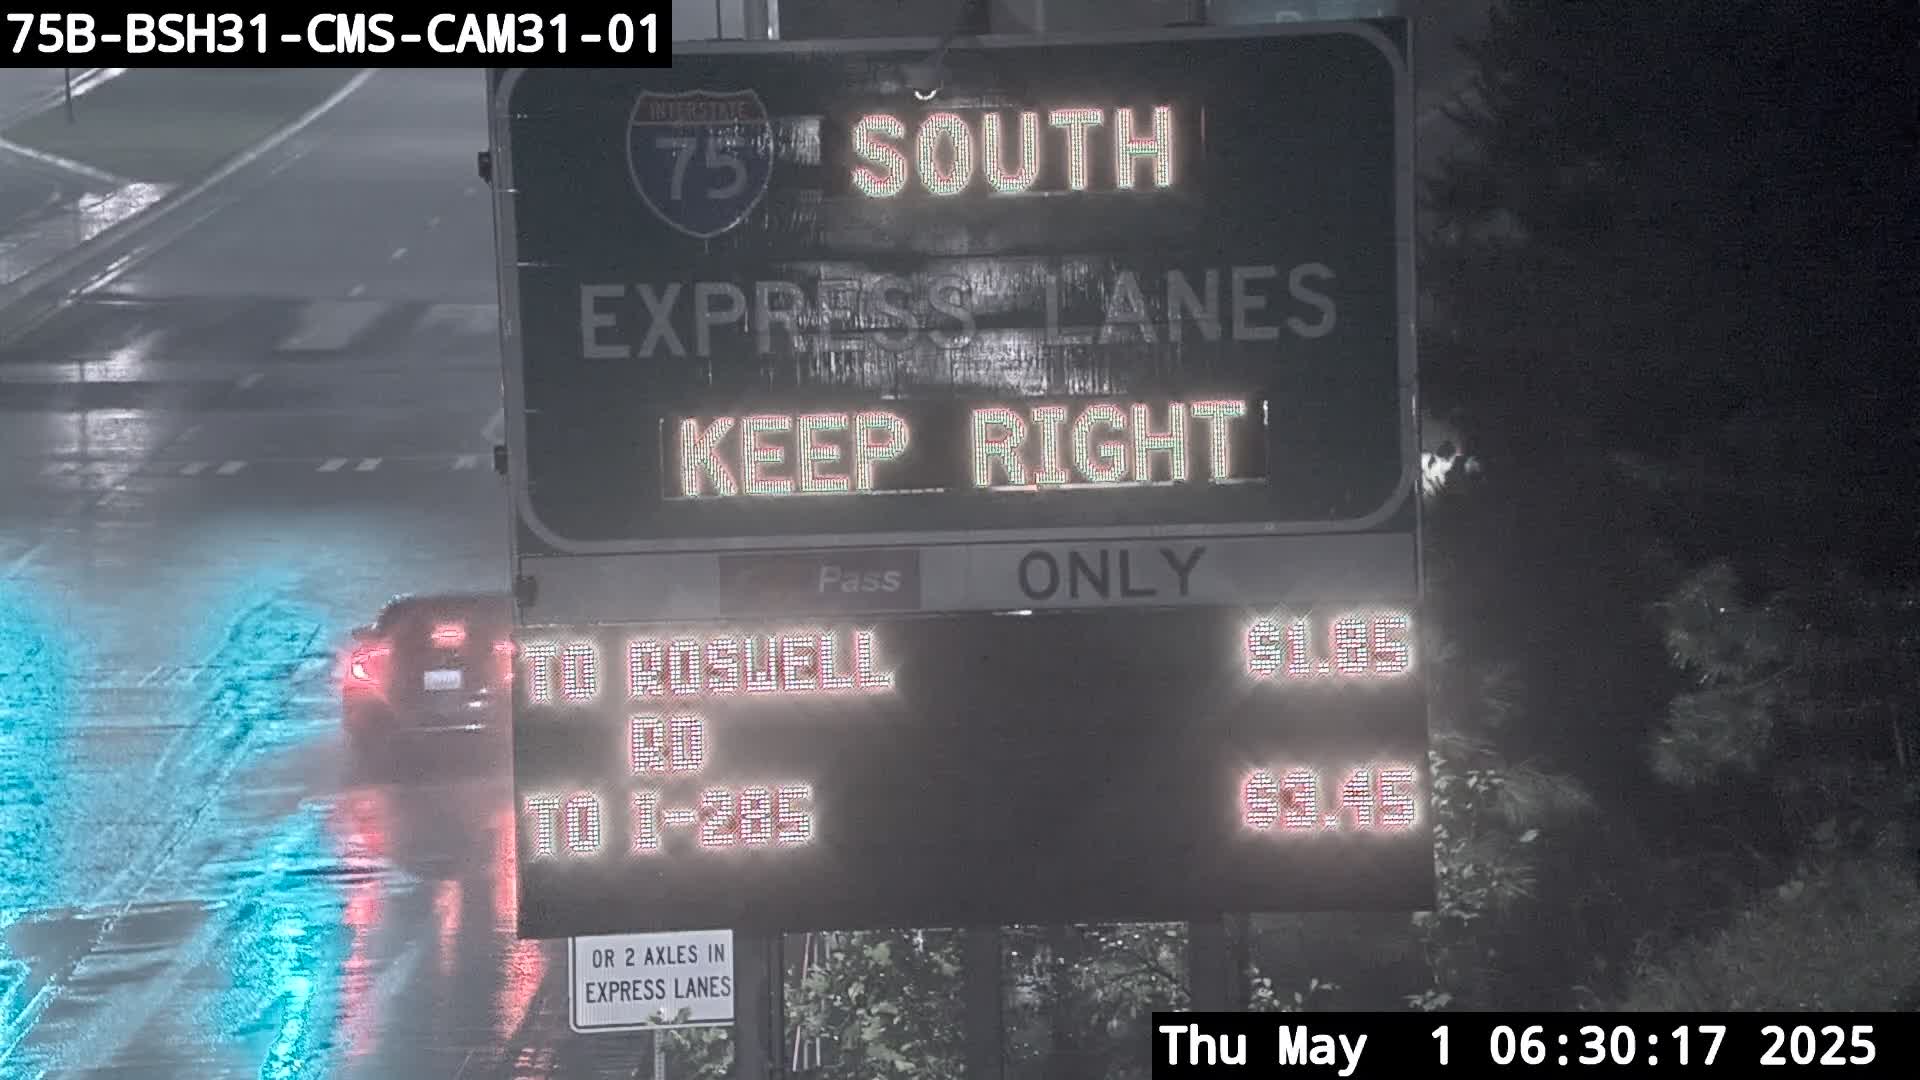 75B-BSH31-CMS-CAM31-01
INTERSTATE
75
SOUTH
EXPRESS LANES
KEEP RIGHT
Pass ONLY
TO ROSWELL $1.85
RD
TO I-285 $3.45
OR 2 AXLES IN
EXPRESS LANES
Thu May 1 06:30:17 2025